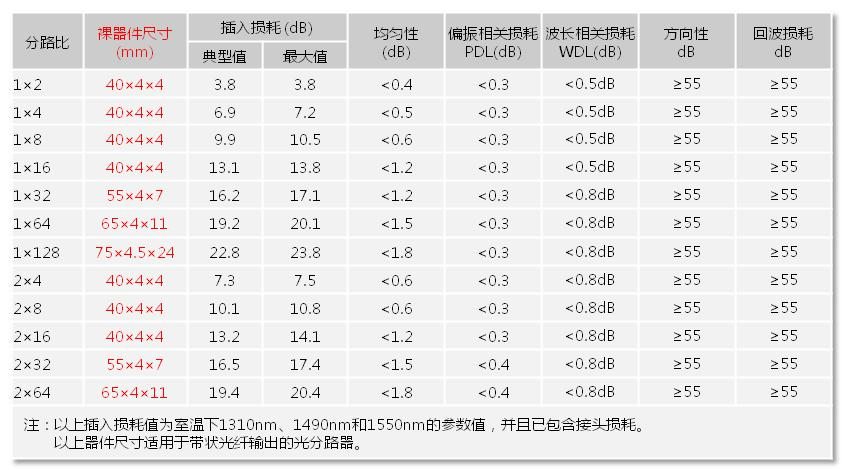 分路比 裸器件尺寸 (mm) 插入损耗 (dB) 均匀性 (dB) 偏振相关损耗 PDL(dB) 波长相关损耗 WDL(dB) 方向性 dB 回波损耗 dB
典型值 最大值
1×2 40×4×4 3.8 3.8 <0.4 <0.3 <0.5dB ≥55 ≥55
1×4 40×4×4 6.9 7.2 <0.5 <0.3 <0.5dB ≥55 ≥55
1×8 40×4×4 9.9 10.5 <0.6 <0.3 <0.5dB ≥55 ≥55
1×16 40×4×4 13.1 13.8 <1.2 <0.3 <0.5dB ≥55 ≥55
1×32 55×4×7 16.2 17.1 <1.2 <0.3 <0.8dB ≥55 ≥55
1×64 65×4×11 19.2 20.1 <1.5 <0.3 <0.8dB ≥55 ≥55
1×128 75×4.5×24 22.8 23.8 <1.8 <0.3 <0.8dB ≥55 ≥55
2×4 40×4×4 7.3 7.5 <0.6 <0.3 <0.8dB ≥55 ≥55
2×8 40×4×4 10.1 10.8 <0.6 <0.3 <0.8dB ≥55 ≥55
2×16 40×4×4 13.2 14.1 <1.2 <0.3 <0.8dB ≥55 ≥55
2×32 55×4×7 16.5 17.4 <1.5 <0.4 <0.8dB ≥55 ≥55
2×64 65×4×11 19.4 20.4 <1.8 <0.4 <0.8dB ≥55 ≥55
注：以上插入损耗值为室温下1310nm、1490nm和1550nm的参数值，并且已包含接头损耗。
以上器件尺寸适用于带状光纤输出的光分路器。